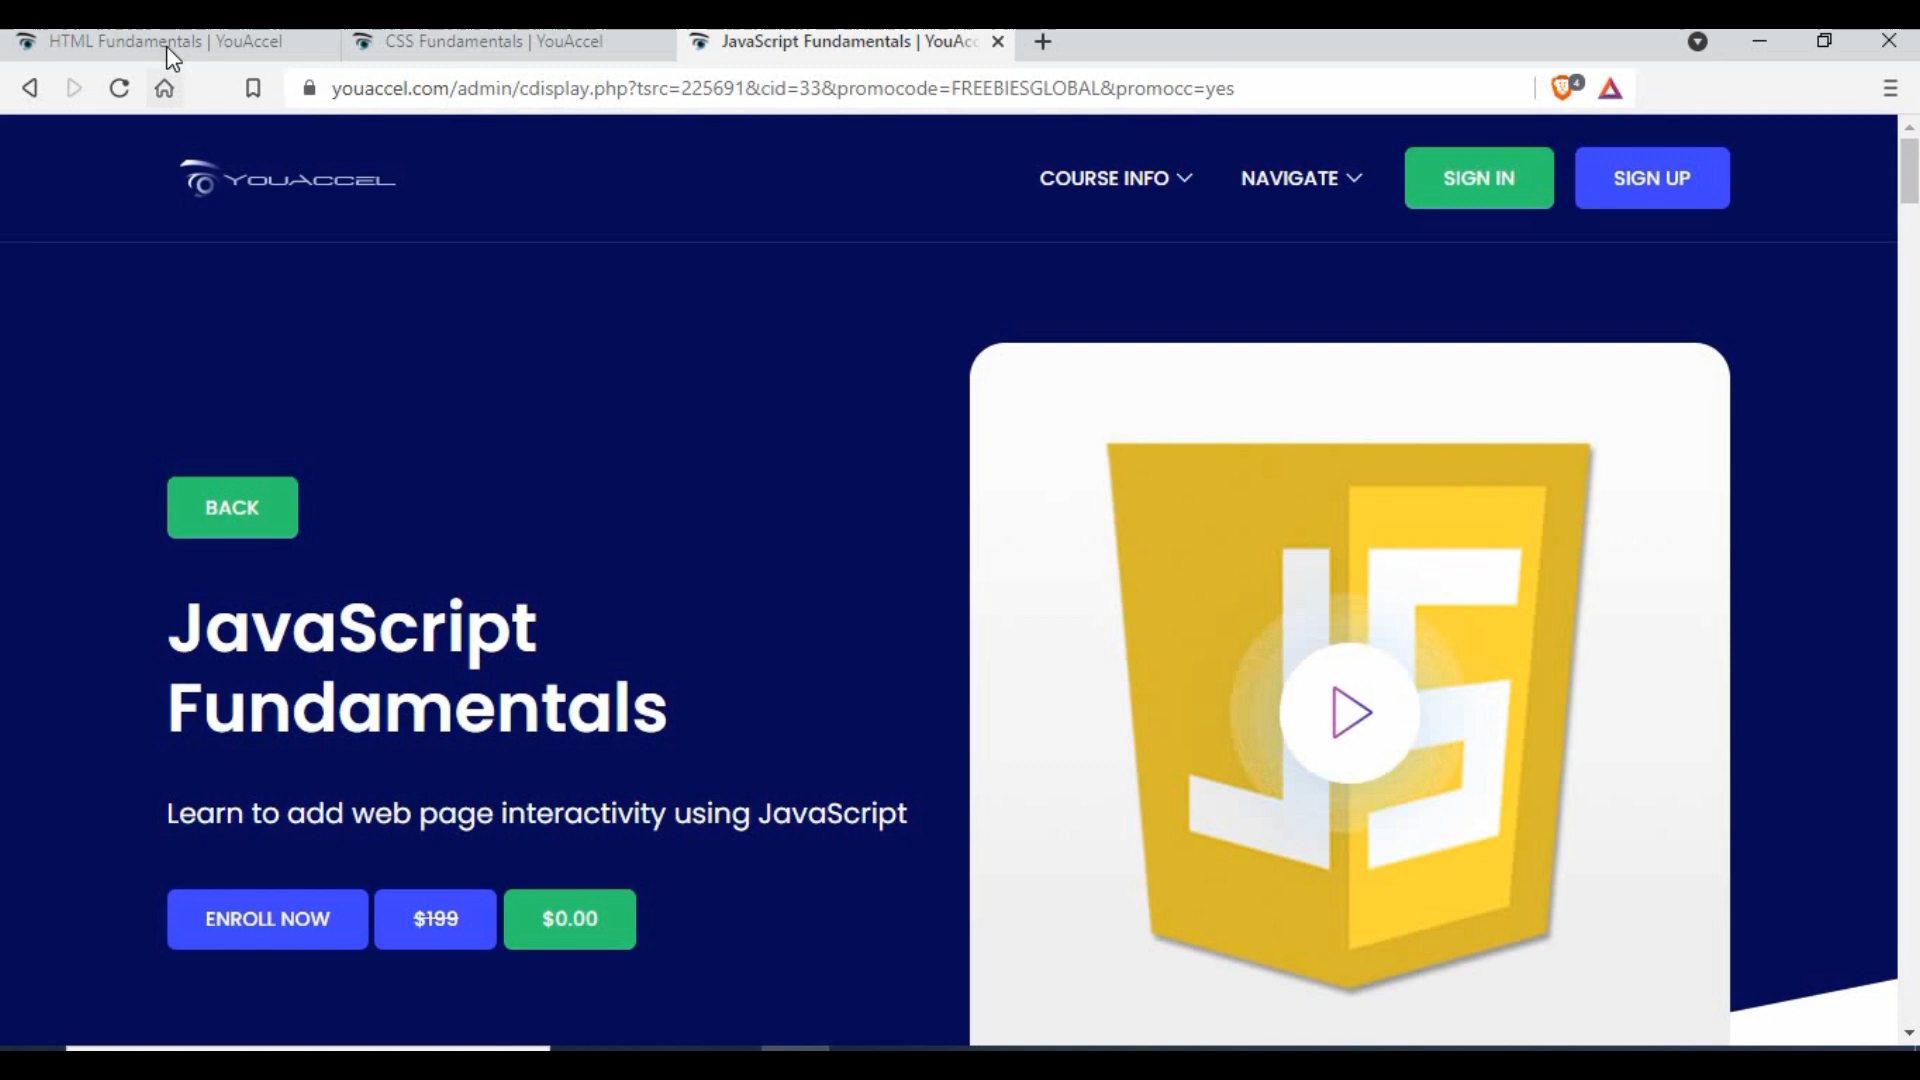 HTML Fundamentals | YouAccel
CSS Fundamentals | YouAccel
JavaScript Fundamentals | YouAcc
youaccel.com/admin/cdisplay.php?tsrc=225691&cid=33&promocode=FREEBIESGLOBAL&promocc=yes
4
YOUACCEL
COURSE INFO
NAVIGATE
SIGN IN
SIGN UP
BACK
JavaScript
Fundamentals
Learn to add web page interactivity using JavaScript
ENROLL NOW
$199
$0.00
JS